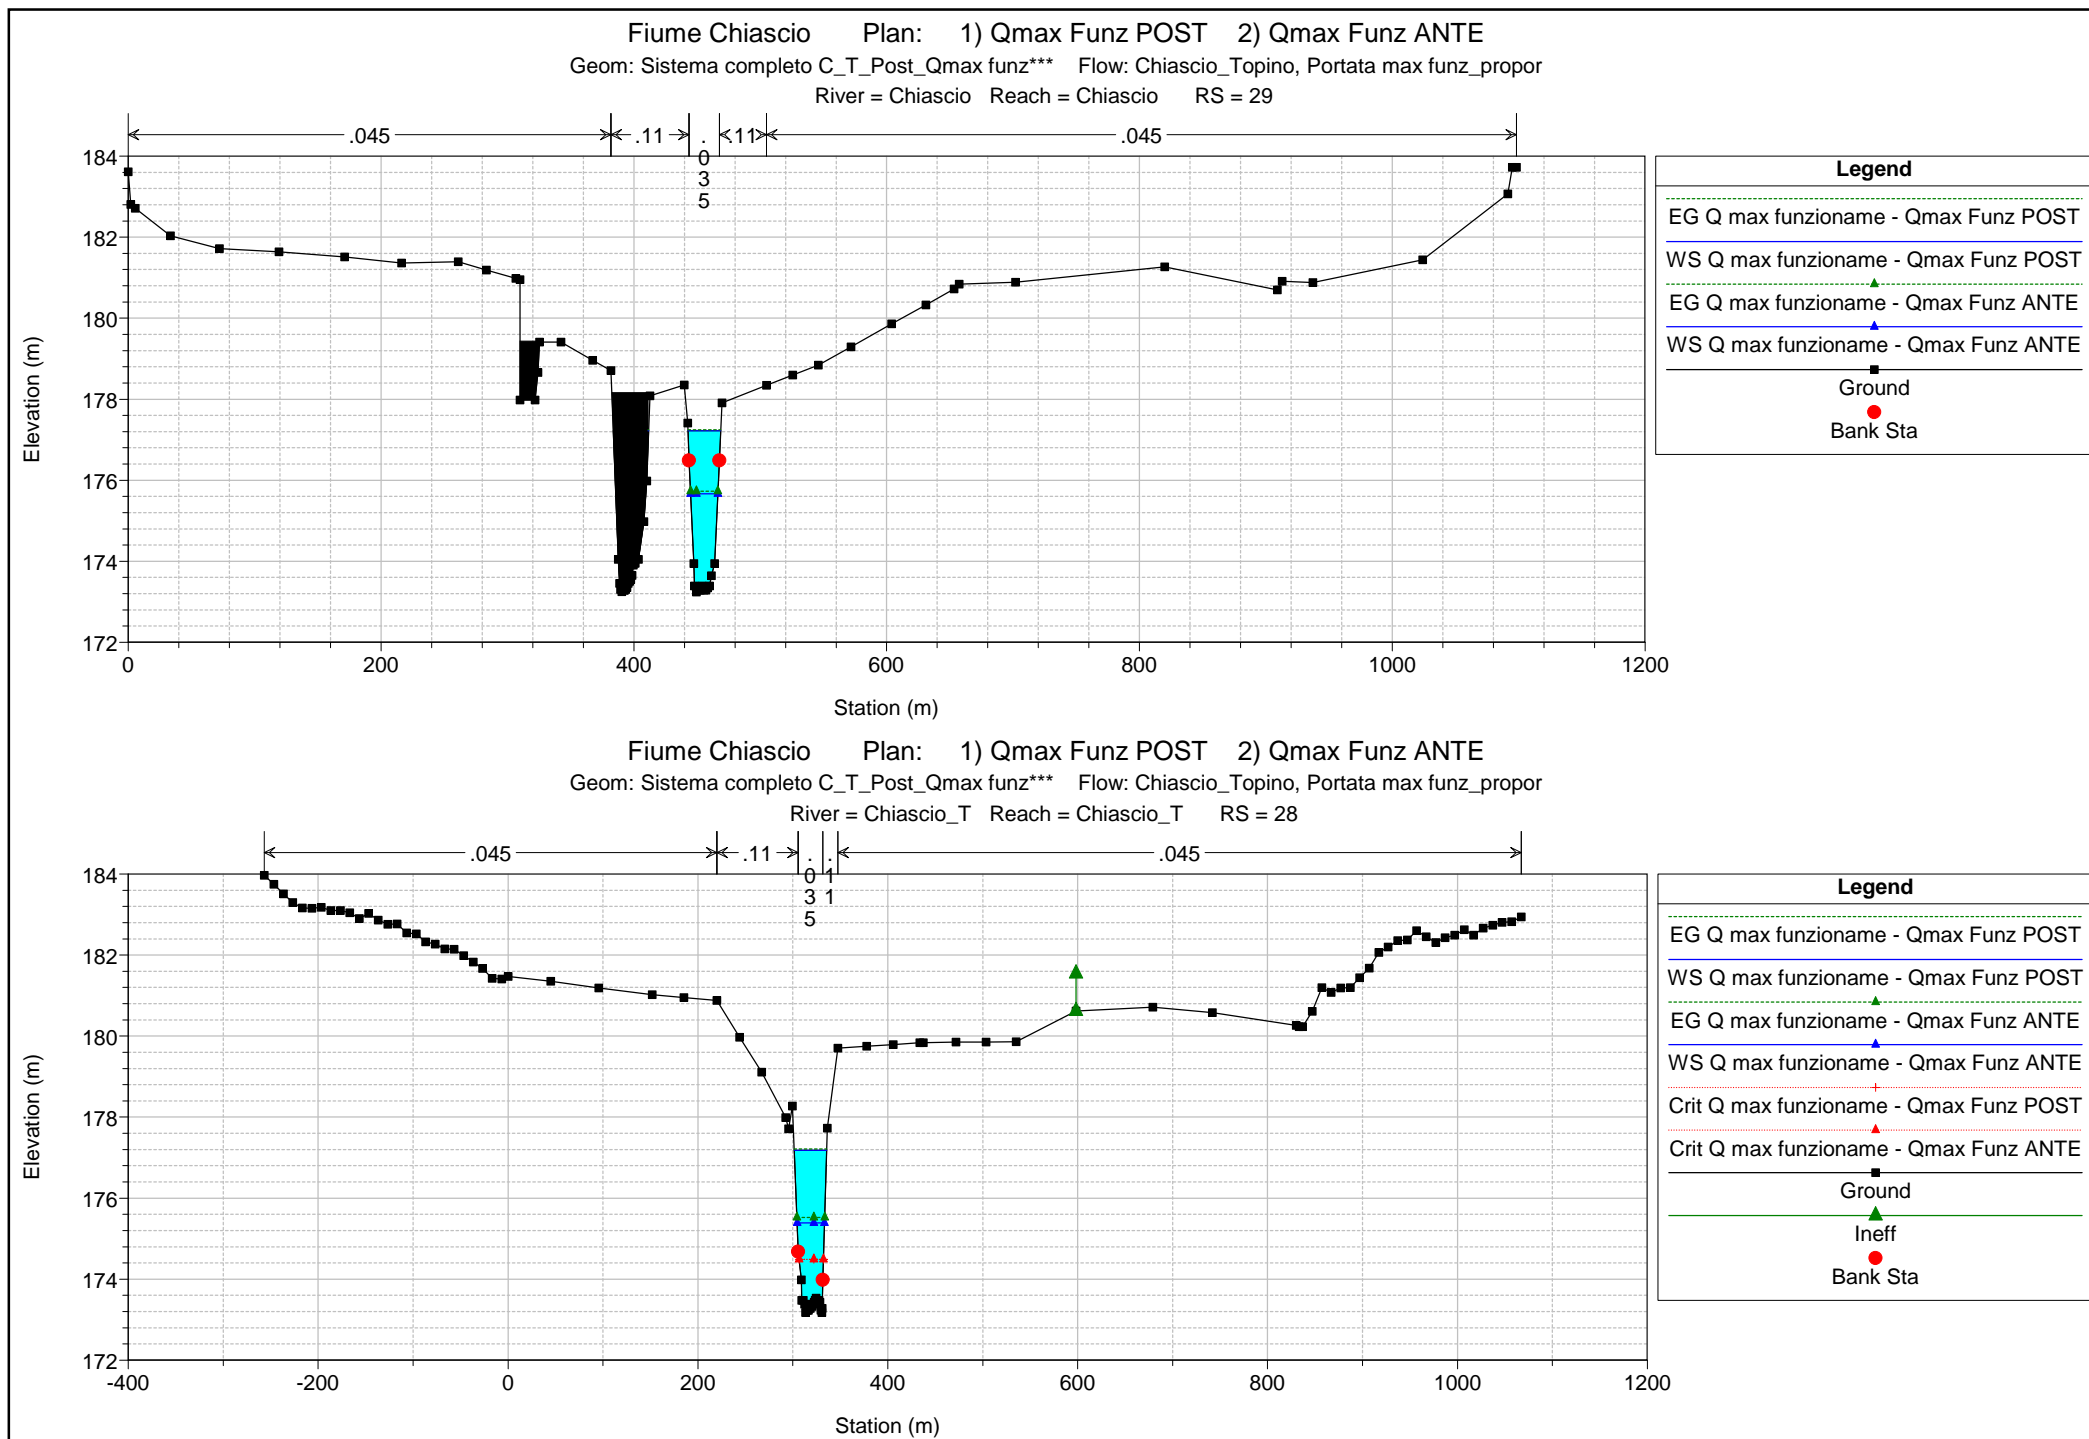 Fiume Chiascio Plan: 1) Qmax Funz POST 2) Qmax Funz ANTE
Geom: Sistema completo C_T_Post_Qmax funz*** Flow: Chiascio_Topino, Portata max funz_propor
River = Chiascio Reach = Chiascio RS = 29
.045 .11 .035 .11 .045
184
182
180
178
176
174
172
Elevation (m)
0 200 400 600 800 1000 1200
Station (m)
Legend
EG Q max funzioname - Qmax Funz POST
WS Q max funzioname - Qmax Funz POST
EG Q max funzioname - Qmax Funz ANTE
WS Q max funzioname - Qmax Funz ANTE
Ground
Bank Sta
Fiume Chiascio Plan: 1) Qmax Funz POST 2) Qmax Funz ANTE
Geom: Sistema completo C_T_Post_Qmax funz*** Flow: Chiascio_Topino, Portata max funz_propor
River = Chiascio_T Reach = Chiascio_T RS = 28
.045 .11 .035 .11 .045
184
182
180
178
176
174
172
Elevation (m)
-400 -200 0 200 400 600 800 1000 1200
Station (m)
Legend
EG Q max funzioname - Qmax Funz POST
WS Q max funzioname - Qmax Funz POST
EG Q max funzioname - Qmax Funz ANTE
WS Q max funzioname - Qmax Funz ANTE
Crit Q max funzioname - Qmax Funz POST
Crit Q max funzioname - Qmax Funz ANTE
Ground
Ineff
Bank Sta